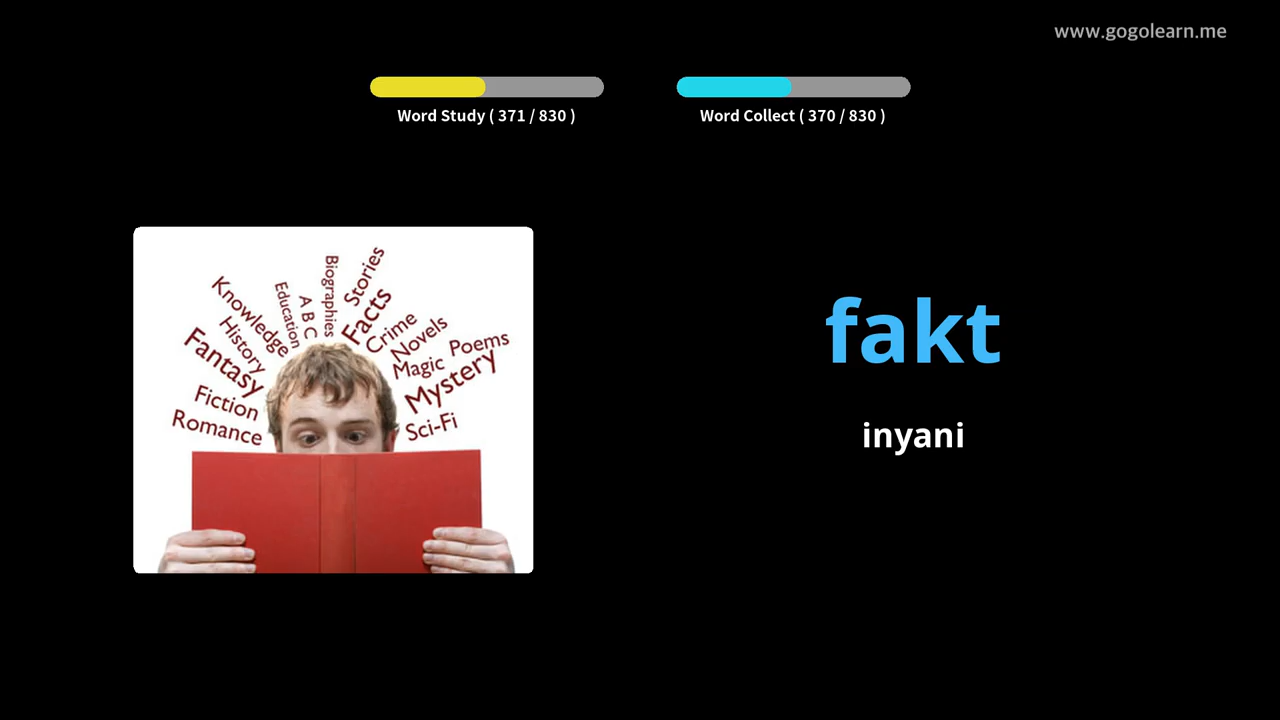 www.gogolearn.me
Word Study ( 371 / 830 )
Word Collect ( 370 / 830 )
Knowledge
History
Fantasy
Fiction
Romance
Education
A B C
Biographies
Stories
Facts
Crime
Novels
Magic
Poems
Mystery
Sci-Fi
fakt
inyani